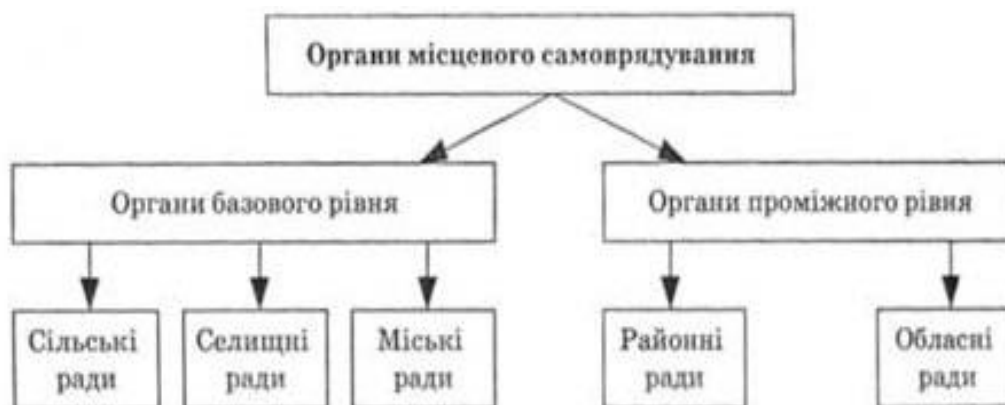 Органи місцевого самоврядування
Органи базового рівня
Органи проміжного рівня
Сільські
ради
Селищні
ради
Міські
ради
Районні
ради
Обласні
ради